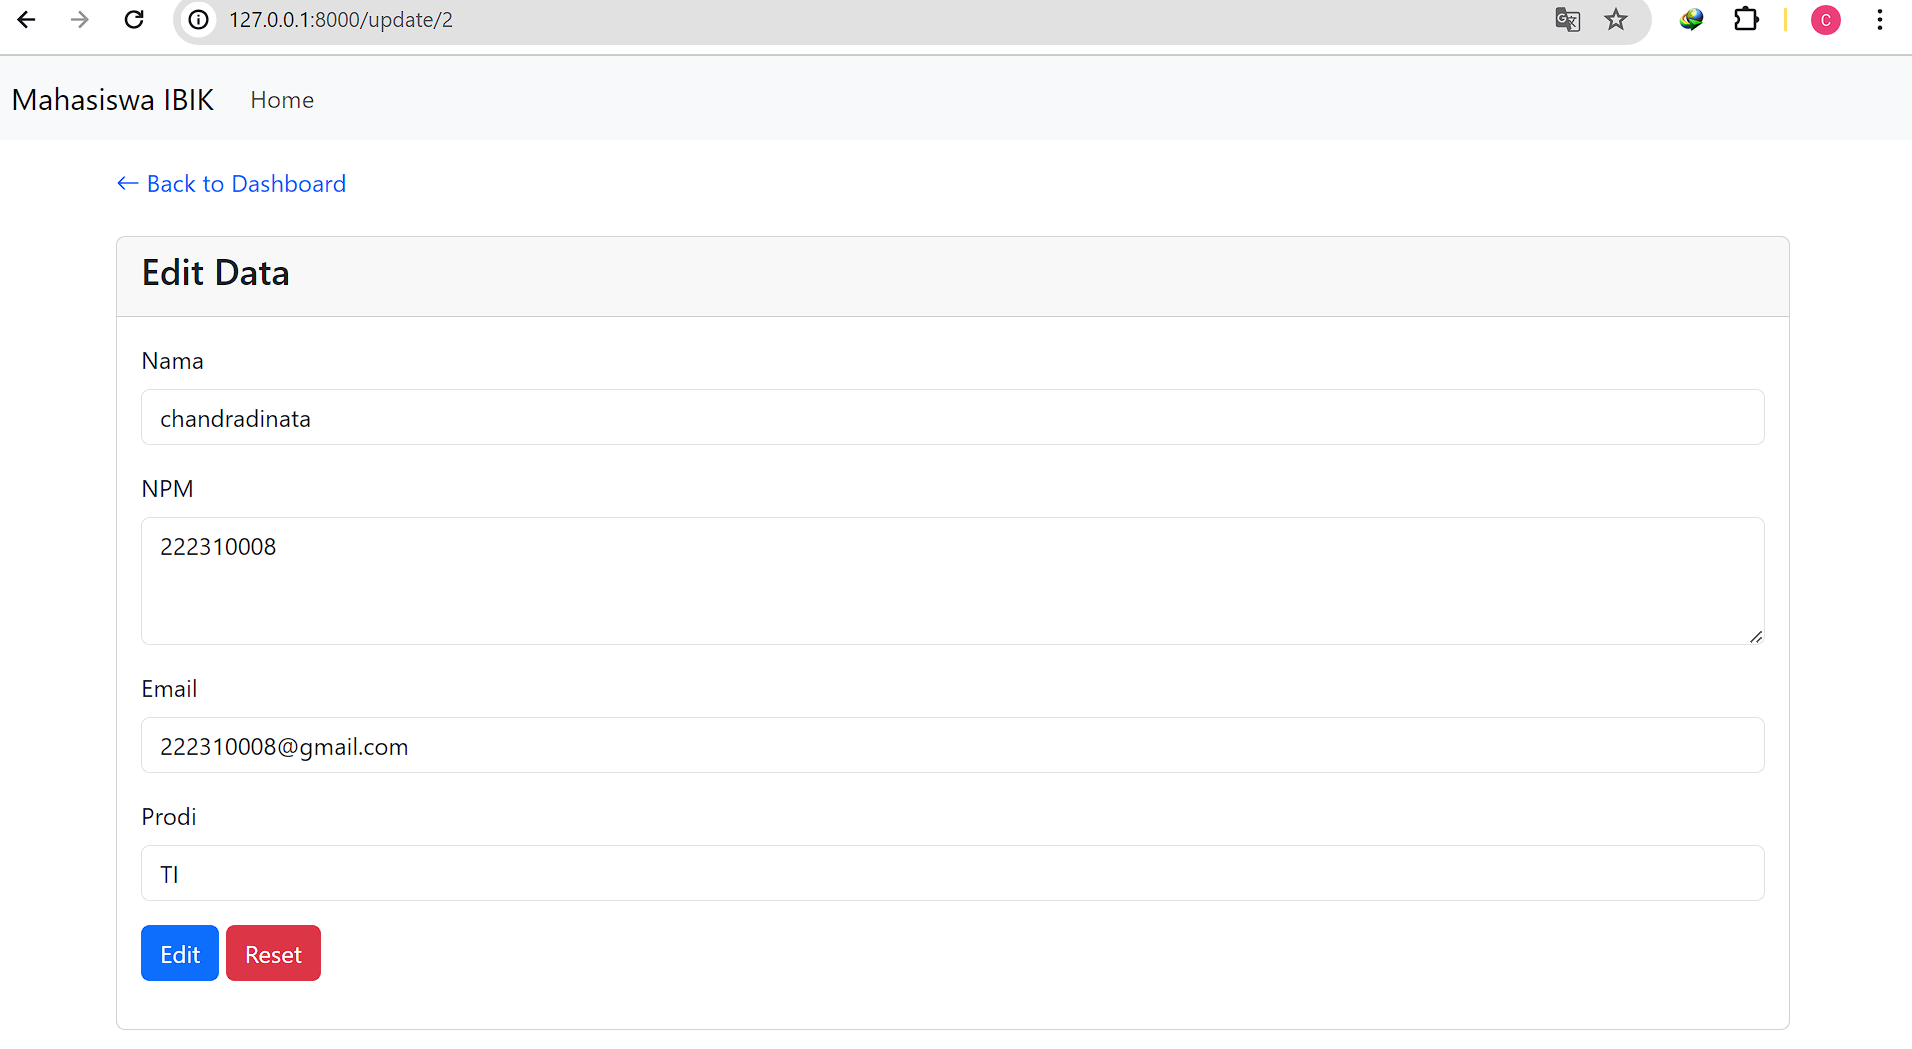 127.0.0.1:8000/update/2
C
Mahasiswa IBIK Home
← Back to Dashboard
Edit Data
Nama
chandradinata
NPM
222310008
Email
222310008@gmail.com
Prodi
TI
Edit Reset